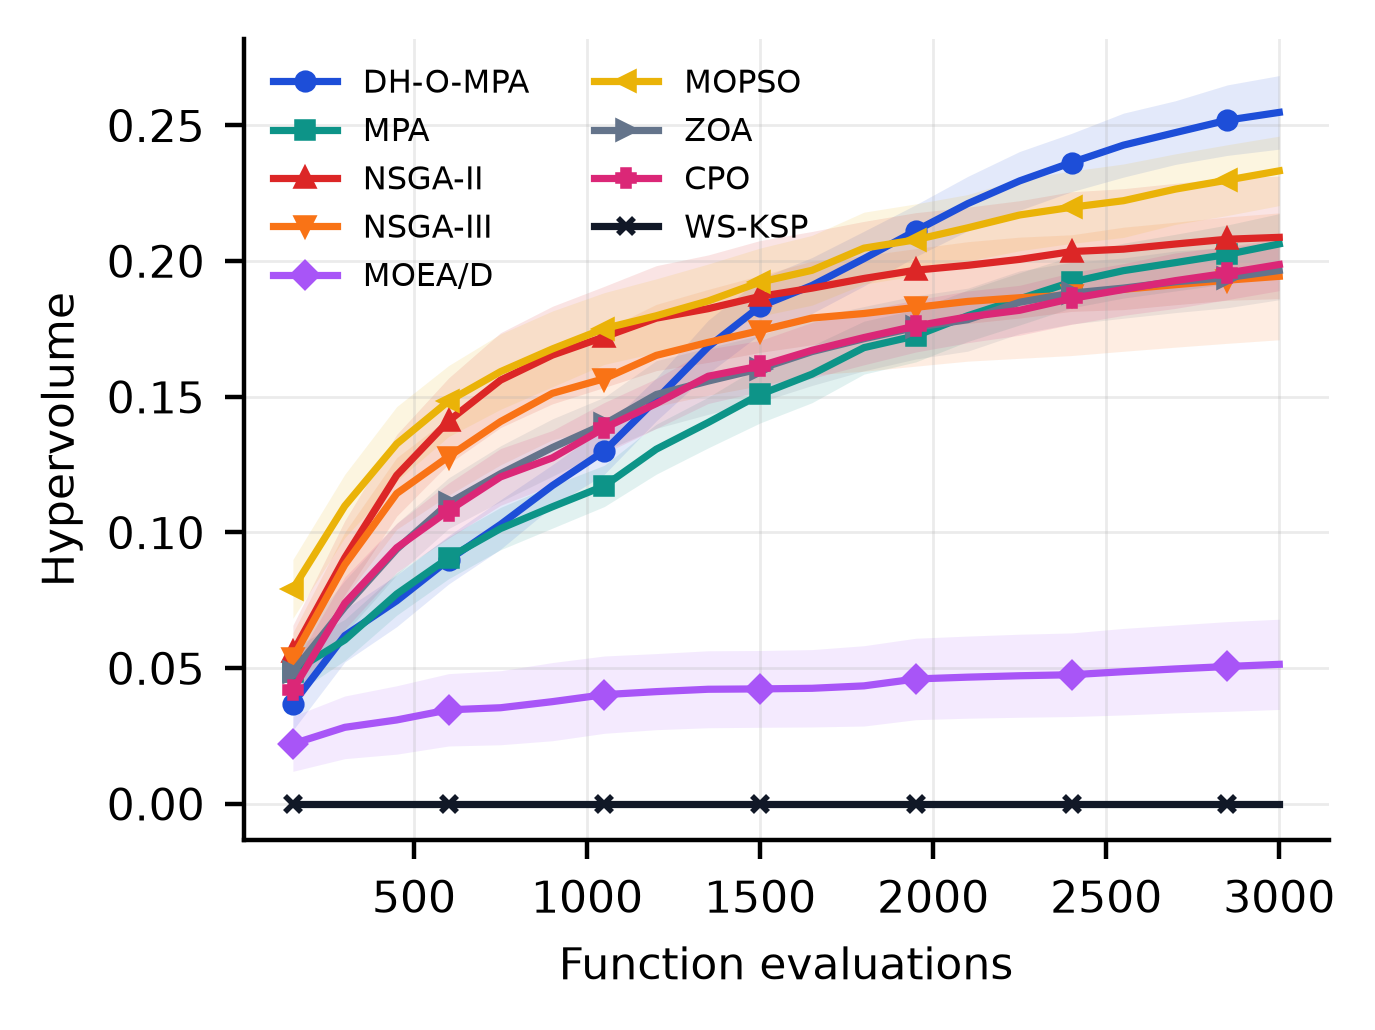 DH-O-MPA
MPA
NSGA-II
NSGA-III
MOEA/D
MOPSO
ZOA
CPO
WS-KSP
Hypervolume
0.25
0.20
0.15
0.10
0.05
0.00
500 1000 1500 2000 2500 3000
Function evaluations